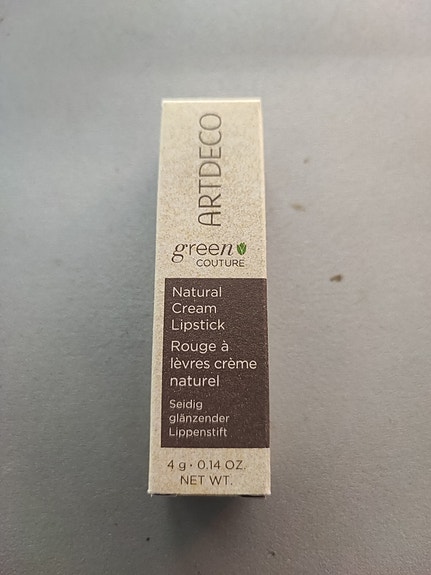 ARTDECO
green
COUTURE
Natural
Cream
Lipstick
Rouge à
lèvres crème
naturel
Seidig
glänzender
Lippenstift
4 g • 0.14 OZ.
NET WT.